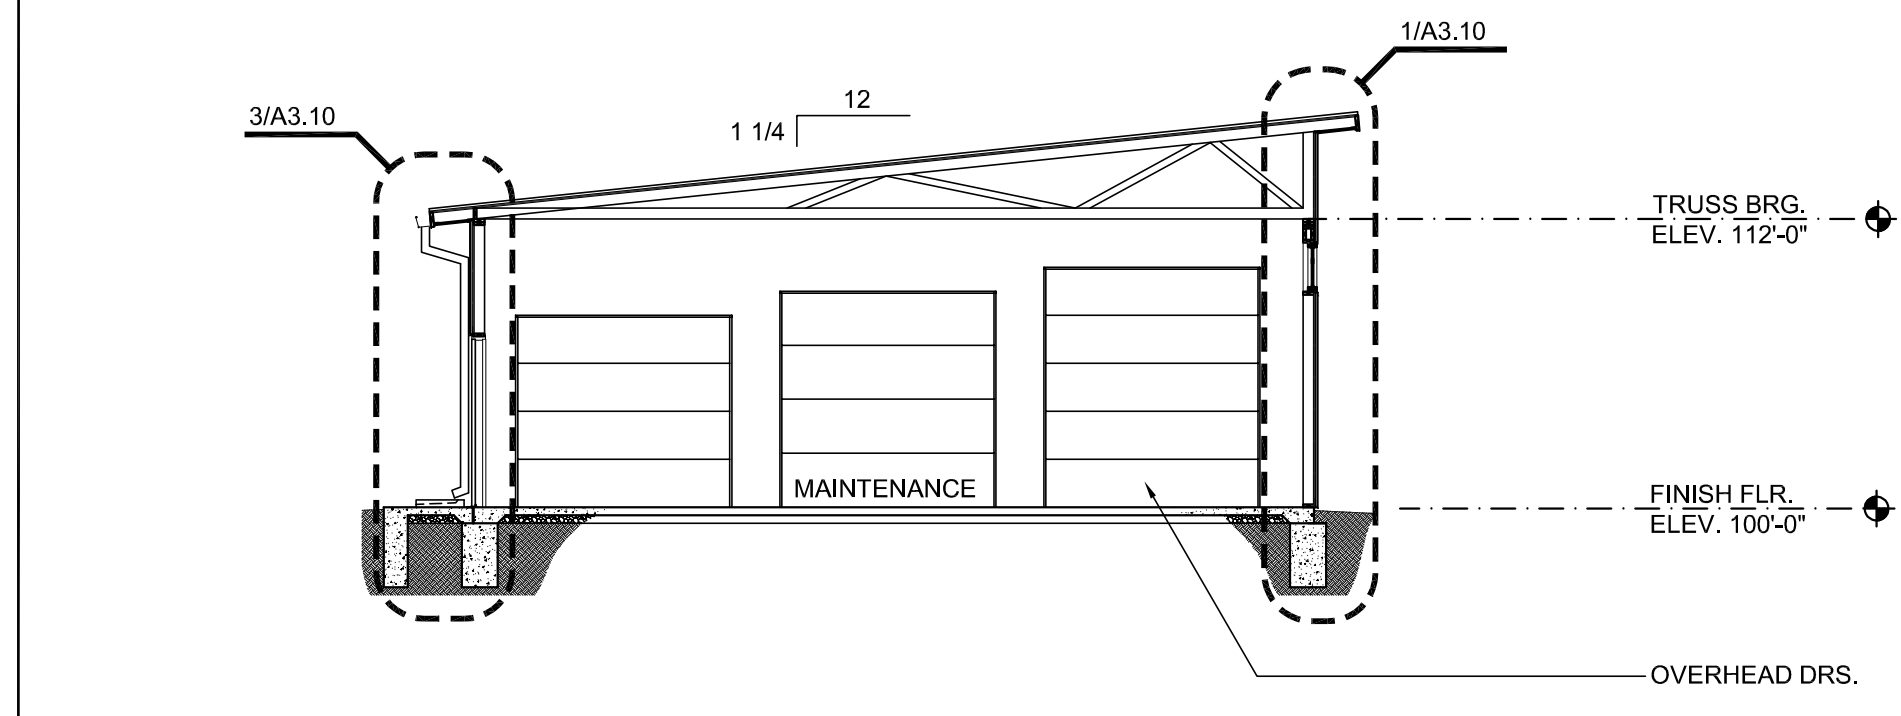 1/A3.10
3/A3.10
12
1 1/4
TRUSS BRG.
ELEV. 112'-0"
MAINTENANCE
FINISH FLR.
ELEV. 100'-0"
OVERHEAD DRS.